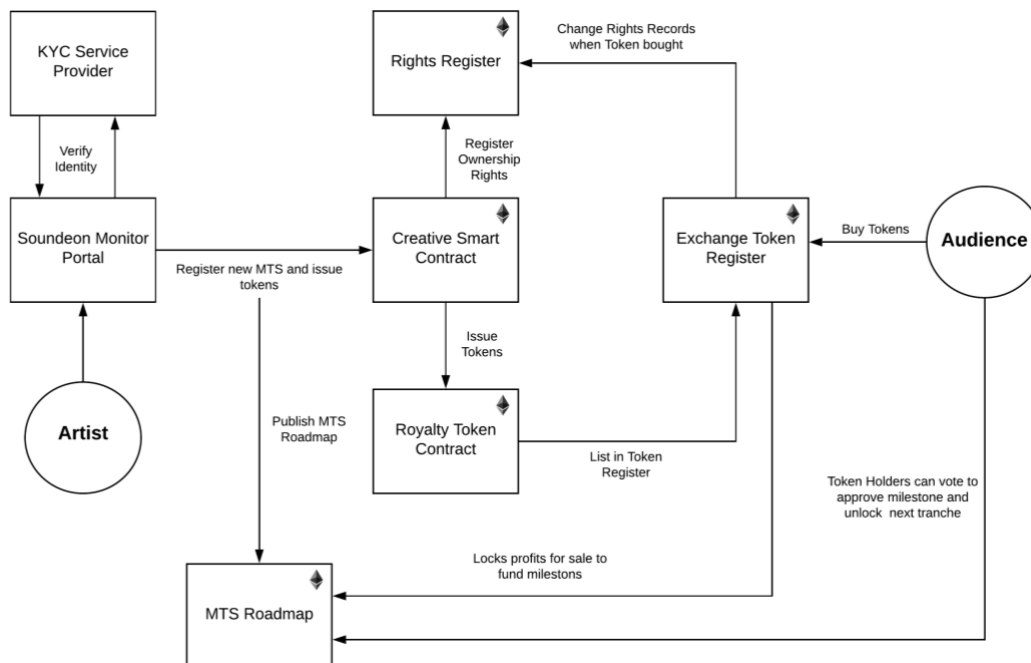 KYC Service
Provider
Rights Register
Change Rights Records
when Token bought
Verify
Identity
Register
Ownership
Rights
Soundeon Monitor
Portal
Register new MTS and issue
tokens
Creative Smart
Contract
Exchange Token
Register
Buy Tokens
Audience
Issue
Tokens
Artist
Publish MTS
Roadmap
Royalty Token
Contract
List in Token
Register
Token Holders can vote to
approve milestone and
unlock next tranche
Locks profits for sale to
fund milestons
MTS Roadmap